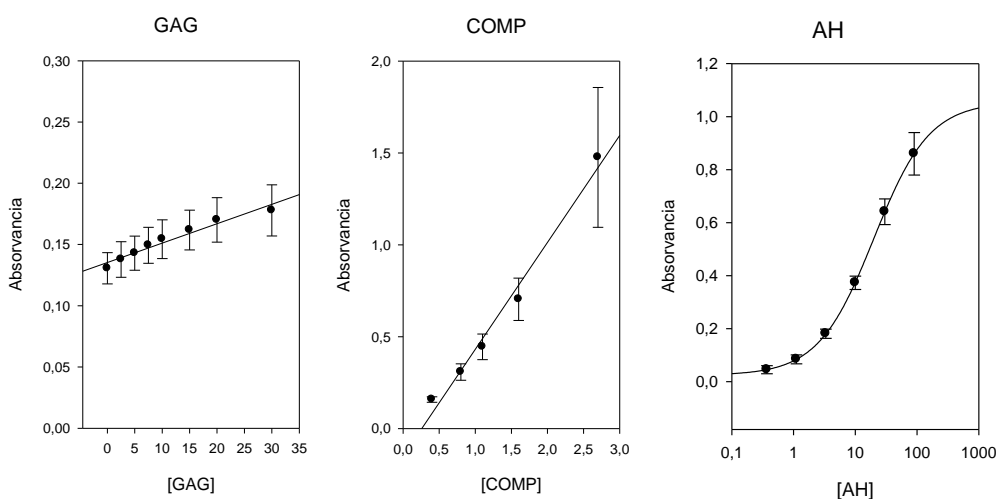 GAG
Absorvancia
0,30
0,25
0,20
0,15
0,10
0,05
0,00
0 5 10 15 20 25 30 35
[GAG]
COMP
Absorvancia
2,0
1,5
1,0
0,5
0,0
0,0 0,5 1,0 1,5 2,0 2,5 3,0
[COMP]
AH
Absorvancia
1,2
1,0
0,8
0,6
0,4
0,2
0,0
0,1 1 10 100 1000
[AH]